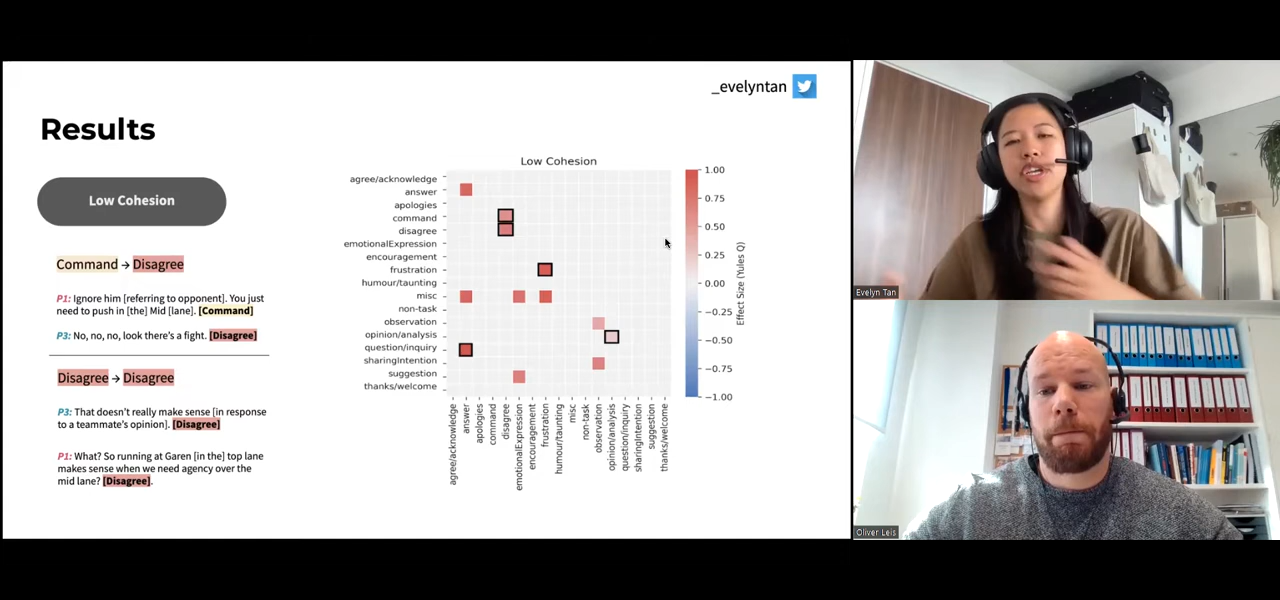 _evelyntan
Results
Low Cohesion
Command → Disagree
P1: Ignore him [referring to opponent]. You just
need to push in [the] Mid [lane]. [Command]
P3: No, no, no, look there's a fight. [Disagree]
Disagree → Disagree
P3: That doesn't really make sense [in response
to a teammate's opinion]. [Disagree]
P1: What? So running at Garen [in the] top lane
makes sense when we need agency over the
mid lane? [Disagree].
Low Cohesion
agree/acknowledge
answer
apologies
command
disagree
emotionalExpression
encouragement
frustration
humour/taunting
misc
non-task
observation
opinion/analysis
question/inquiry
sharingIntention
suggestion
thanks/welcome
agree/acknowledge
answer
apologies
command
disagree
emotionalExpression
encouragement
frustration
humour/taunting
misc
non-task
observation
opinion/analysis
question/inquiry
sharingIntention
suggestion
thanks/welcome
1.00
0.75
0.50
0.25
0.00
−0.25
−0.50
−0.75
−1.00
Effect Size (Yules Q)
Evelyn Tan
Oliver Leis